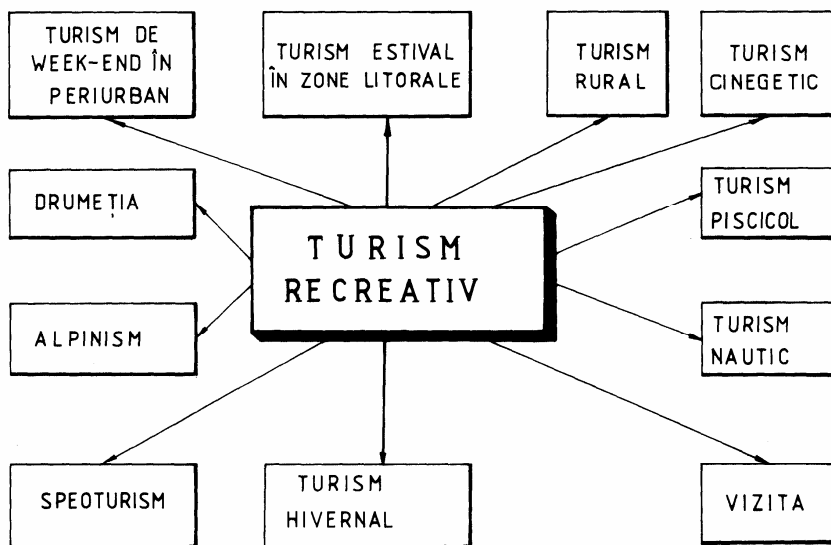 TURISM DE
WEEK-END ÎN
PERIURBAN
TURISM ESTIVAL
ÎN ZONE LITORALE
TURISM
RURAL
TURISM
CINEGETIC
DRUMEȚIA
TURISM
RECREATIV
TURISM
PISCICOL
ALPINISM
TURISM
NAUTIC
SPEOTURISM
TURISM
HIVERNAL
VIZITA